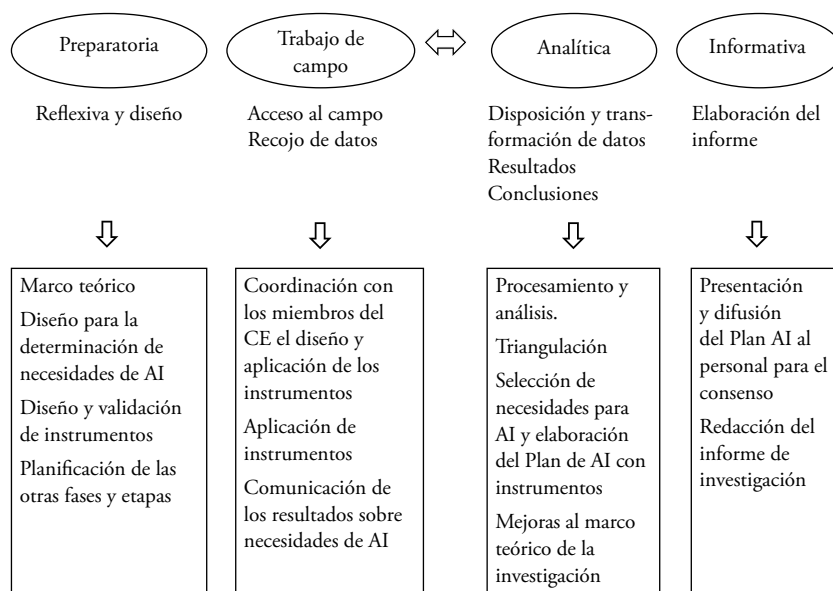 Preparatoria
Trabajo de
campo
Analítica
Informativa
Reflexiva y diseño
Acceso al campo
Recojo de datos
Disposición y trans-
formación de datos
Resultados
Conclusiones
Elaboración del
informe
Marco teórico
Diseño para la
determinación de
necesidades de AI
Diseño y validación
de instrumentos
Planificación de las
otras fases y etapas
Coordinación con
los miembros del
CE el diseño y
aplicación de los
instrumentos
Aplicación de
instrumentos
Comunicación de
los resultados sobre
necesidades de AI
Procesamiento y
análisis.
Triangulación
Selección de
necesidades para
AI y elaboración
del Plan de AI con
instrumentos
Mejoras al marco
teórico de la
investigación
Presentación
y difusión
del Plan AI al
personal para el
consenso
Redacción del
informe de
investigación